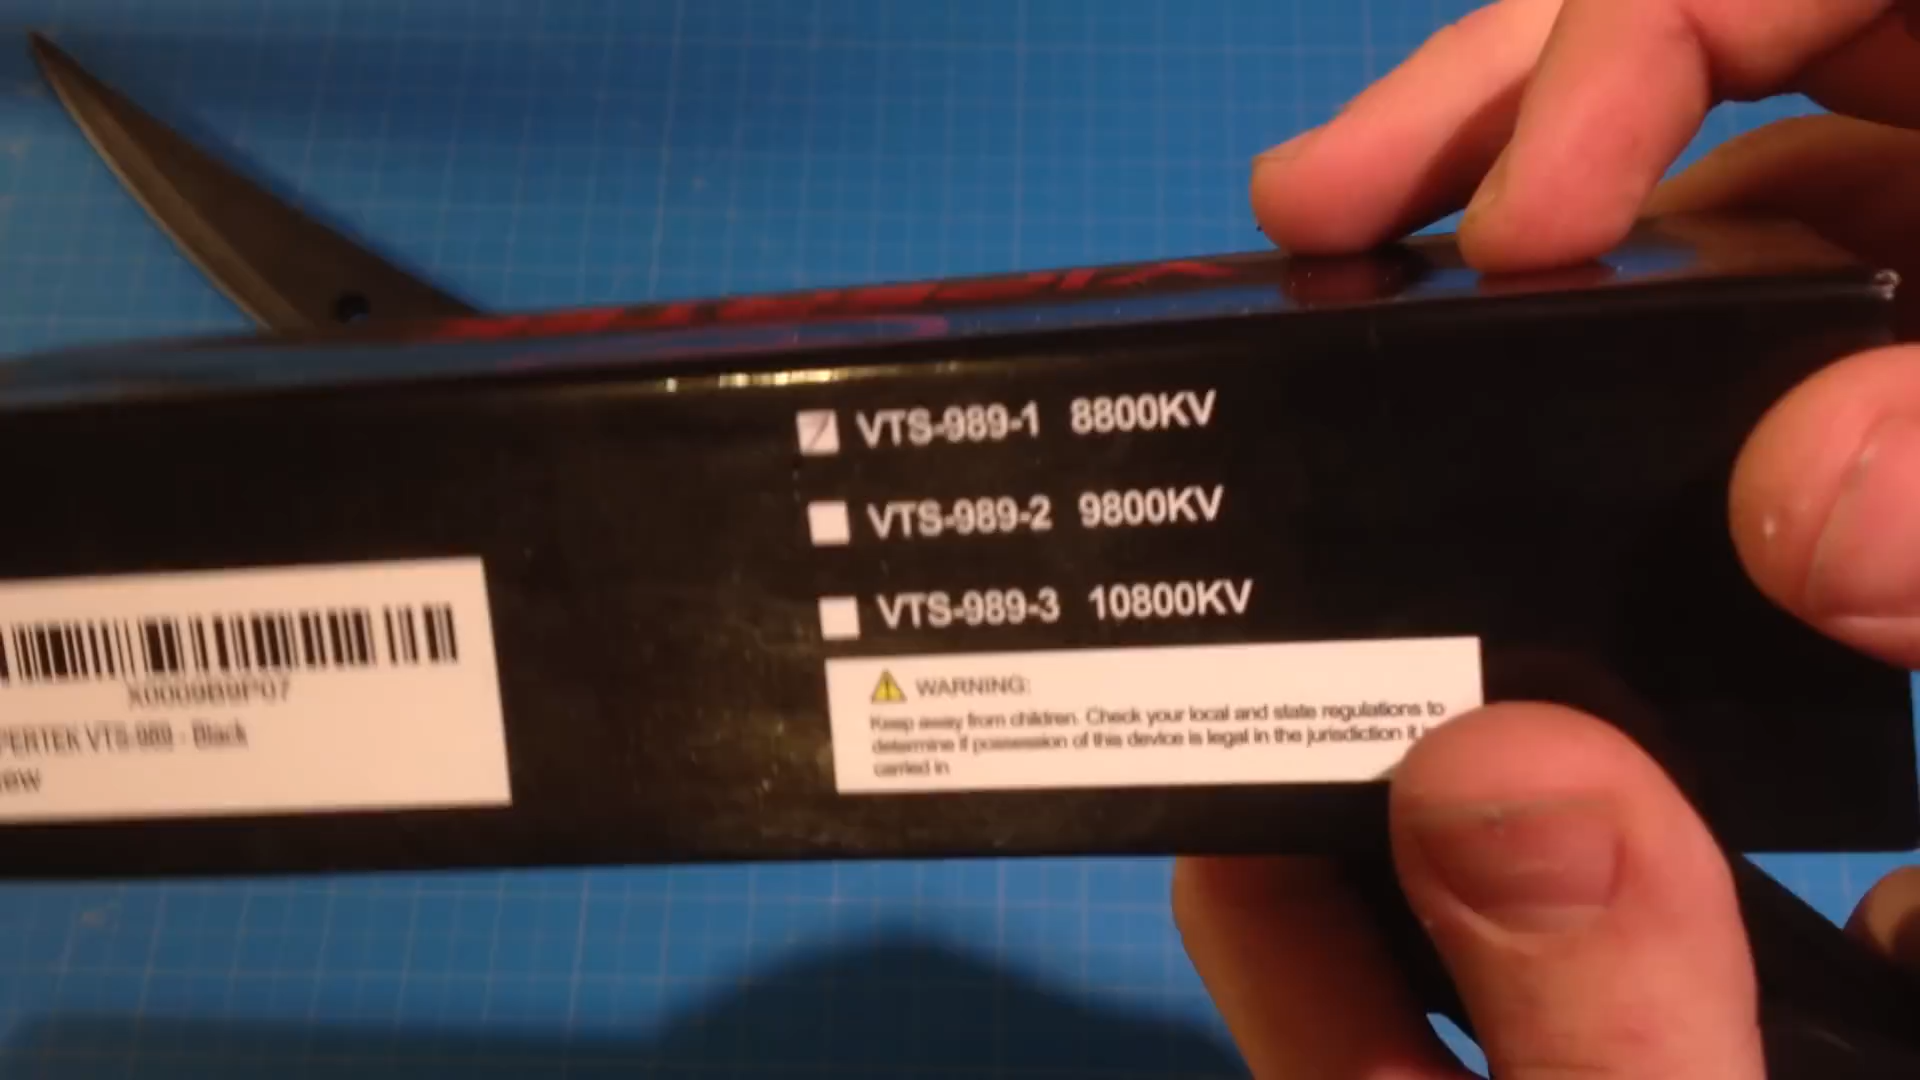 VTS-989-1 8800KV
VTS-989-2 9800KV
VTS-989-3 10800KV
X0009B9P07
PERTEK VTS-989 - Black
ew
WARNING:
Keep away from children. Check your local and state regulations to
determine if possession of this device is legal in the jurisdiction it
carried in